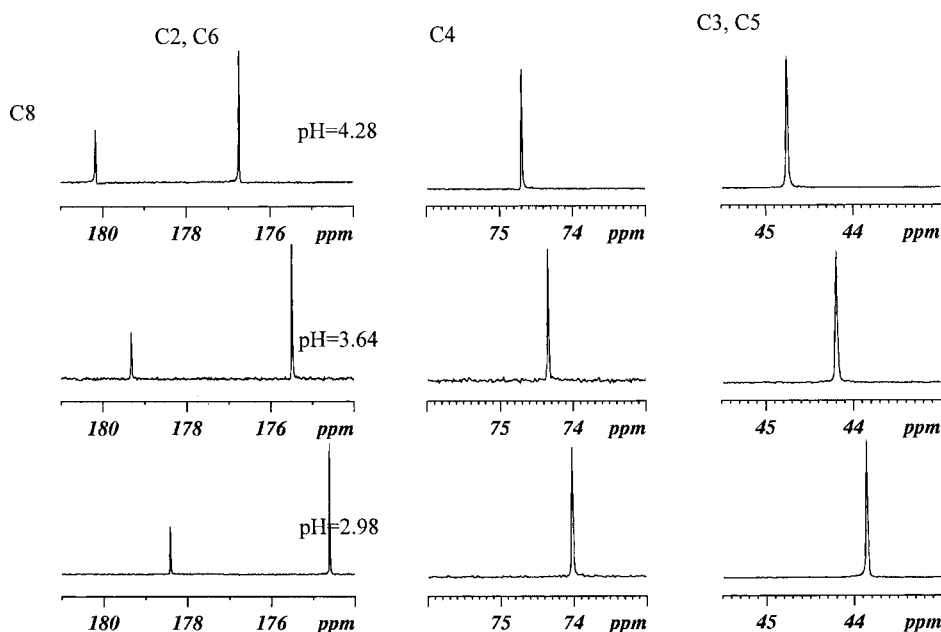 C2, C6
C4
C3, C5
C8
pH=4.28
180 178 176 ppm
75 74 ppm
45 44 ppm
pH=3.64
180 178 176 ppm
75 74 ppm
45 44 ppm
pH=2.98
180 178 176 ppm
75 74 ppm
45 44 ppm